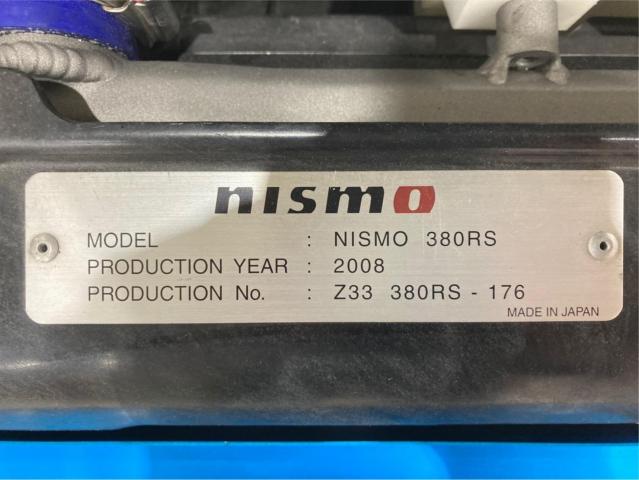 nismo
MODEL : NISMO 380RS
PRODUCTION YEAR : 2008
PRODUCTION No. : Z33 380RS - 176
MADE IN JAPAN